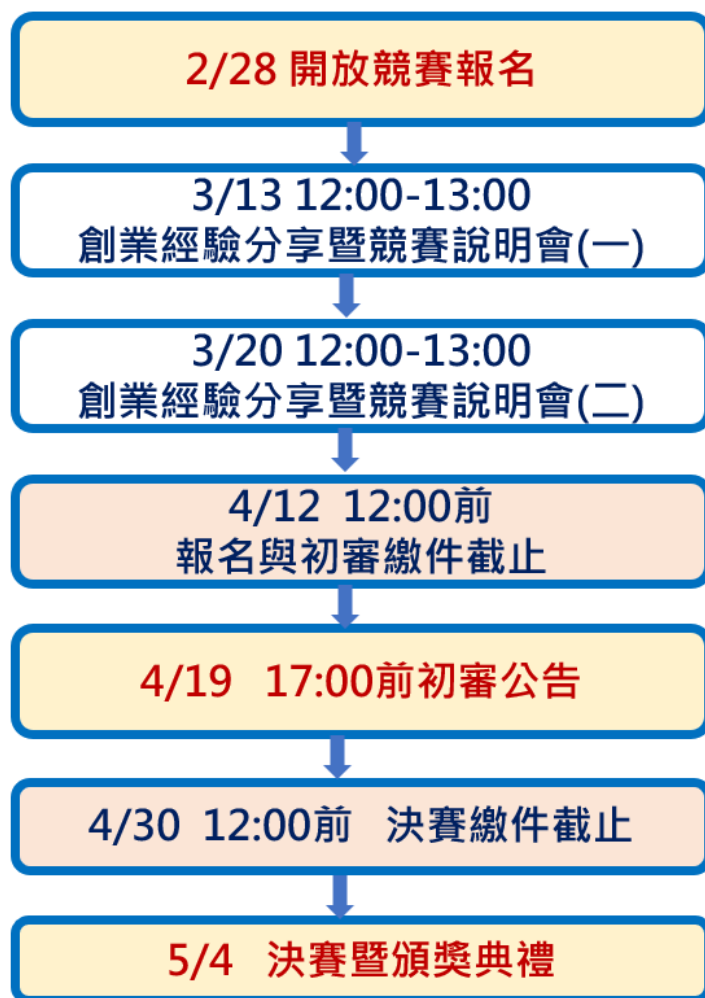 2/28 開放競賽報名
3/13 12:00-13:00
創業經驗分享暨競賽說明會(一)
3/20 12:00-13:00
創業經驗分享暨競賽說明會(二)
4/12 12:00前
報名與初審繳件截止
4/19 17:00前初審公告
4/30 12:00前 決賽繳件截止
5/4 決賽暨頒獎典禮